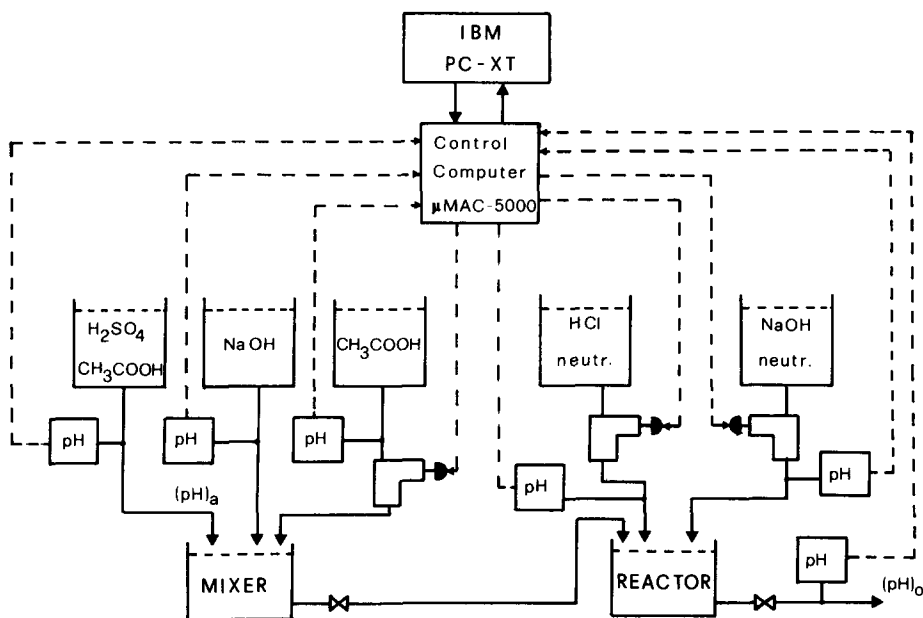 IBM
PC-XT
Control
Computer
μMAC-5000
H₂SO₄
CH₃COOH
NaOH
CH₃COOH
HCl
neutr.
NaOH
neutr.
pH
pH
pH
pH
pH
(pH)ₐ
pH
(pH)ₒ
MIXER
REACTOR